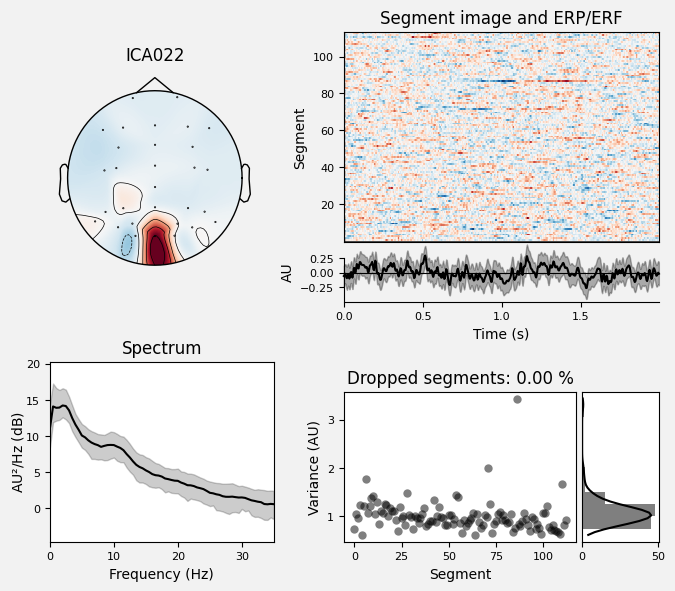 ICA022
Segment image and ERP/ERF
Segment
100
80
60
40
20
AU
0.25
0.00
−0.25
0.0
0.5
1.0
1.5
Time (s)
Spectrum
AU²/Hz (dB)
20
15
10
5
0
0
10
20
30
Frequency (Hz)
Dropped segments: 0.00 %
Variance (AU)
3
2
1
0
25
50
75
100
Segment
0
50